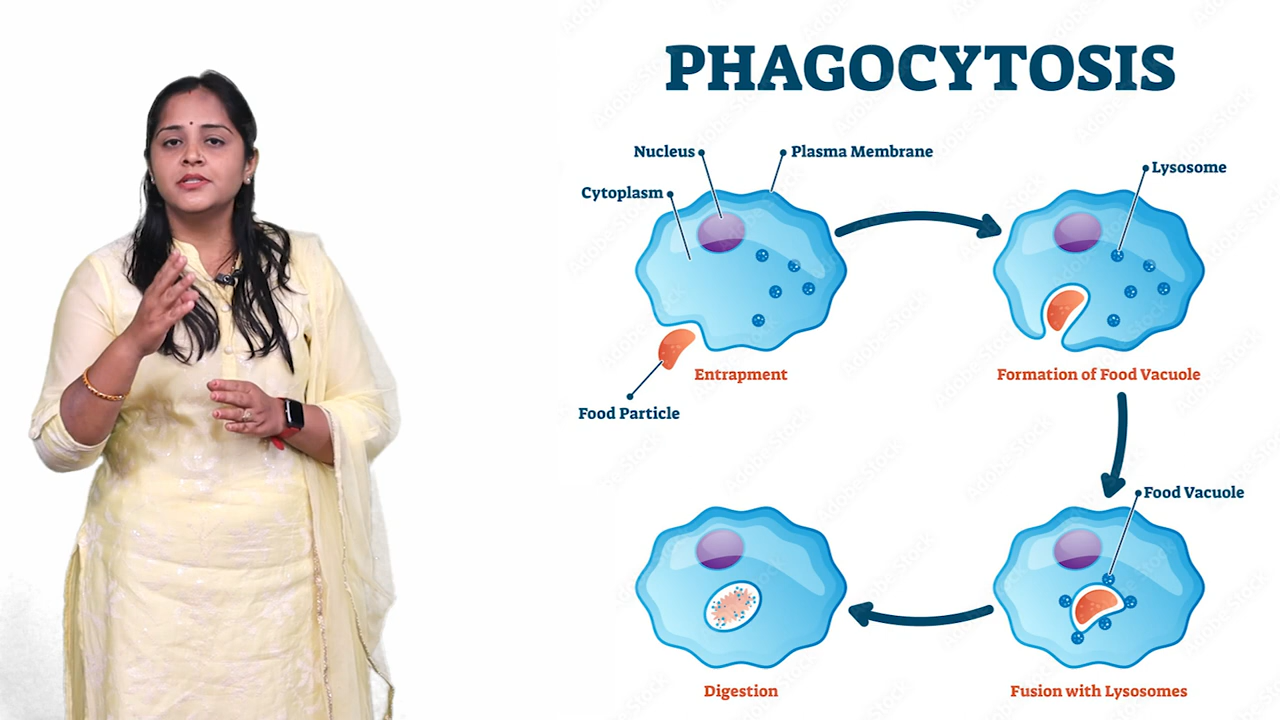 PHAGOCYTOSIS
Nucleus
Plasma Membrane
Cytoplasm
Lysosome
Entrapment
Formation of Food Vacuole
Food Particle
Food Vacuole
Digestion
Fusion with Lysosomes